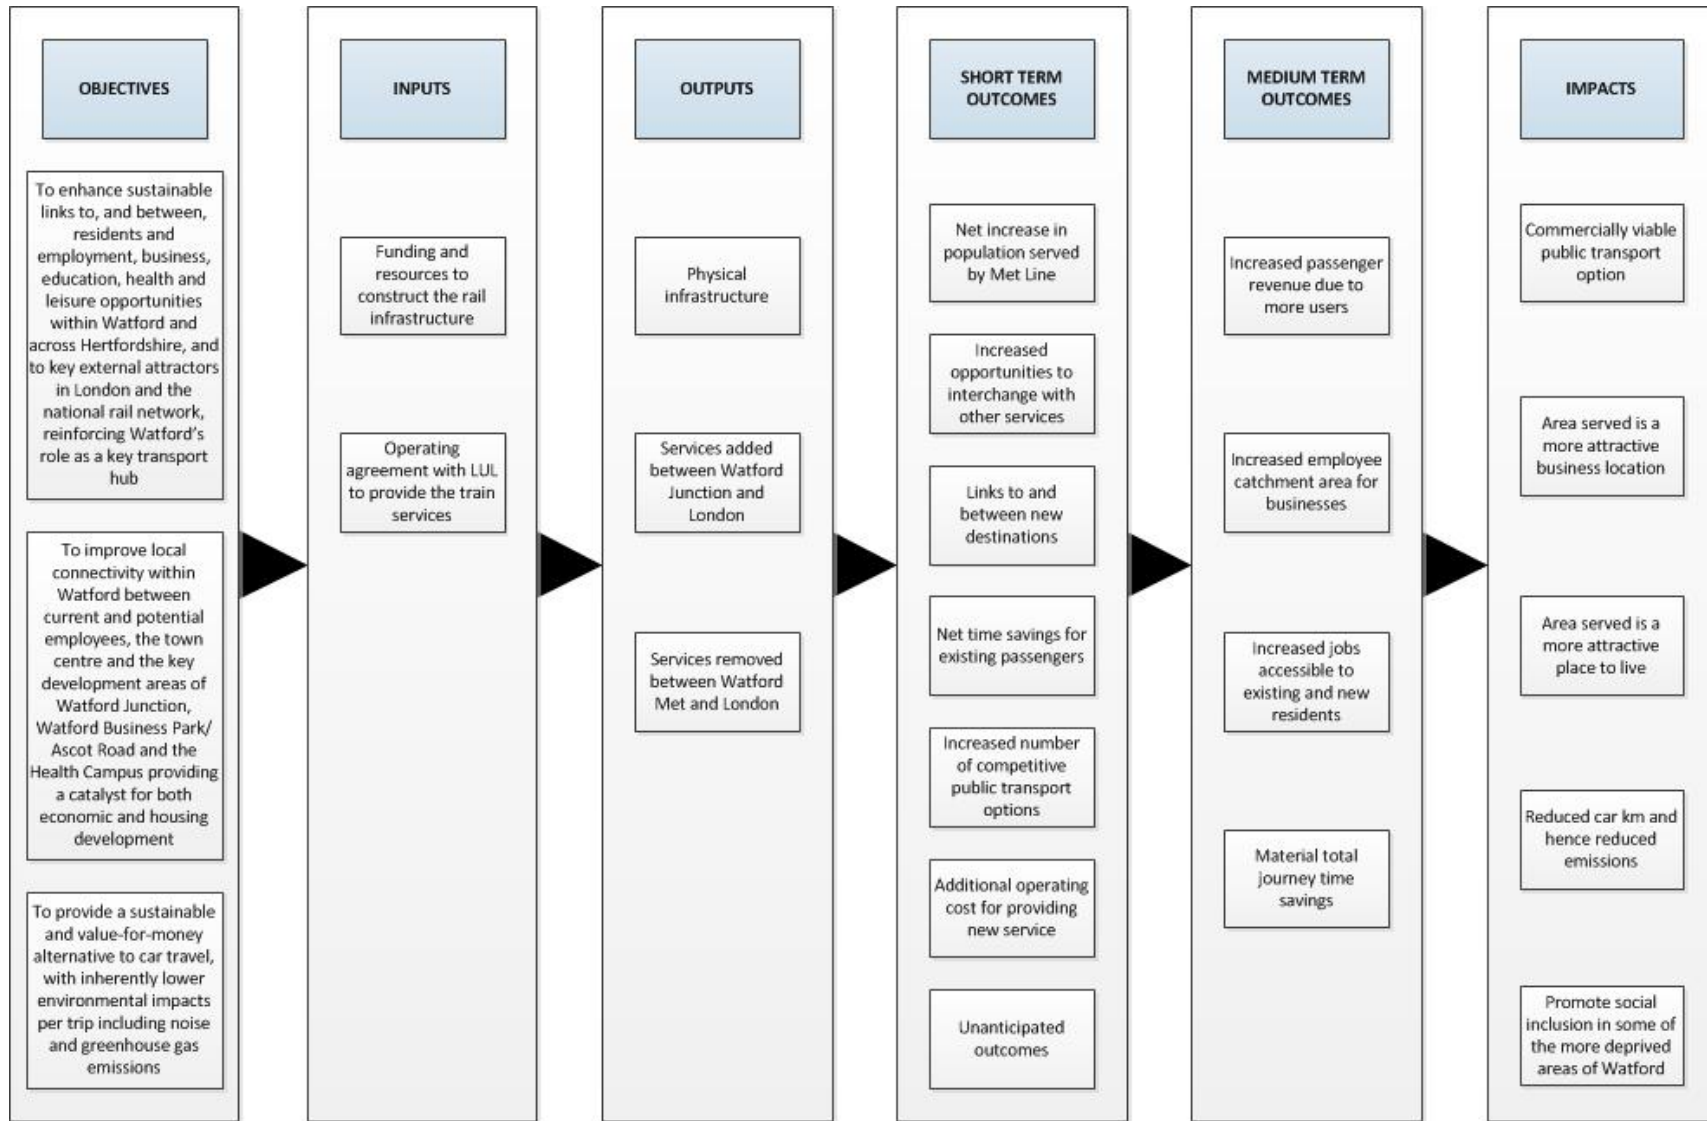 OBJECTIVES
To enhance sustainable
links to, and between,
residents and
employment, business,
education, health and
leisure opportunities
within Watford and
across Hertfordshire, and
to key external attractors
in London and the
national rail network,
reinforcing Watford's
role as a key transport
hub
To improve local
connectivity within
Watford between
current and potential
employees, the town
centre and the key
development areas of
Watford Junction,
Watford Business Park/
Ascot Road and the
Health Campus providing
a catalyst for both
economic and housing
development
To provide a sustainable
and value-for-money
alternative to car travel,
with inherently lower
environmental impacts
per trip including noise
and greenhouse gas
emissions
INPUTS
Funding and
resources to
construct the rail
infrastructure
Operating
agreement with LUL
to provide the train
services
OUTPUTS
Physical
infrastructure
Services added
between Watford
Junction and
London
Services removed
between Watford
Met and London
SHORT TERM
OUTCOMES
Net increase in
population served
by Met Line
Increased
opportunities to
interchange with
other services
Links to and
between new
destinations
Net time savings for
existing passengers
Increased number
of competitive
public transport
options
Additional operating
cost for providing
new service
Unanticipated
outcomes
MEDIUM TERM
OUTCOMES
Increased passenger
revenue due to
more users
Increased employee
catchment area for
businesses
Increased jobs
accessible to
existing and new
residents
Material total
journey time
savings
IMPACTS
Commercially viable
public transport
option
Area served is a
more attractive
business location
Area served is a
more attractive
place to live
Reduced car km and
hence reduced
emissions
Promote social
inclusion in some of
the more deprived
areas of Watford